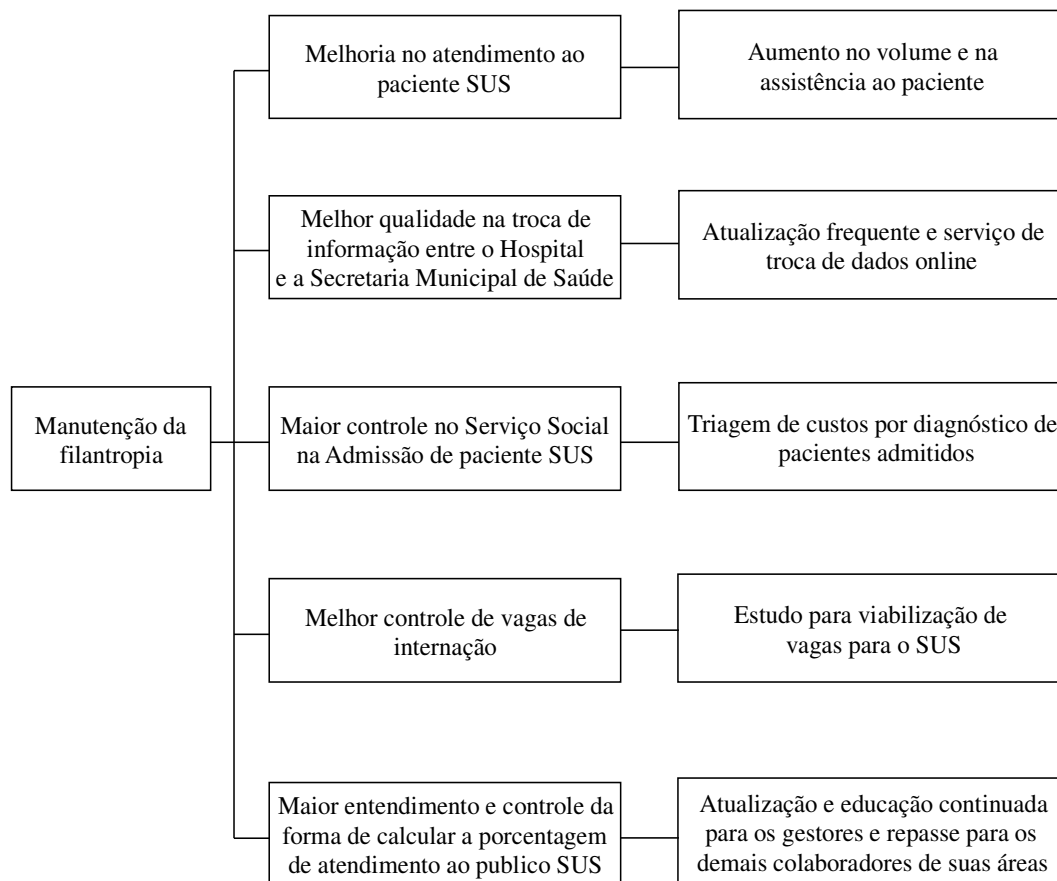 Melhoria no atendimento ao
paciente SUS
Aumento no volume e na
assistência ao paciente
Melhor qualidade na troca de
informação entre o Hospital
e a Secretaria Municipal de Saúde
Atualização frequente e serviço de
troca de dados online
Manutenção da
filantropia
Maior controle no Serviço Social
na Admissão de paciente SUS
Triagem de custos por diagnóstico de
pacientes admitidos
Melhor controle de vagas de
internação
Estudo para viabilização de
vagas para o SUS
Maior entendimento e controle da
forma de calcular a porcentagem
de atendimento ao publico SUS
Atualização e educação continuada
para os gestores e repasse para os
demais colaboradores de suas áreas